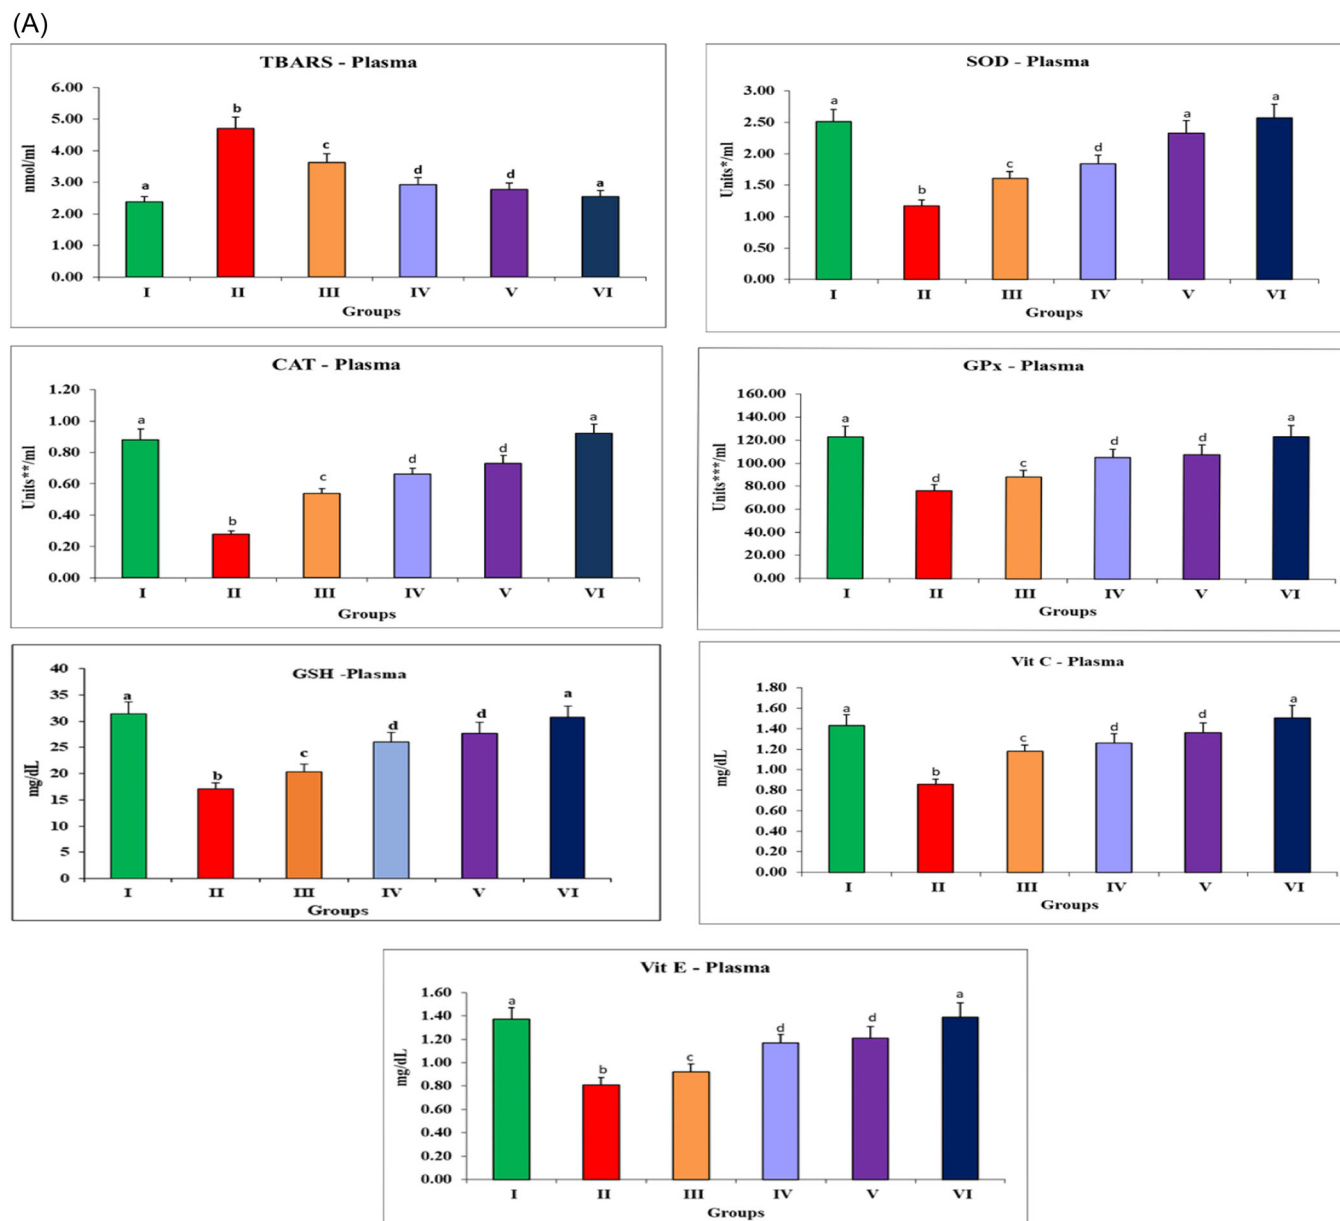 (A)
TBARS - Plasma
nmol/ml
6.00
5.00
4.00
3.00
2.00
1.00
0.00
a
b
c
d
d
a
I II III IV V VI
Groups
SOD - Plasma
Units*/ml
3.00
2.50
2.00
1.50
1.00
0.50
0.00
a
b
c
d
a
a
I II III IV V VI
Groups
CAT - Plasma
Units**/ml
1.20
1.00
0.80
0.60
0.40
0.20
0.00
a
b
c
d
d
a
I II III IV V VI
Groups
GPx - Plasma
Units***/ml
160.00
140.00
120.00
100.00
80.00
60.00
40.00
20.00
0.00
a
d
c
d
d
a
I II III IV V VI
Groups
GSH -Plasma
mg/dL
40
35
30
25
20
15
10
5
0
a
b
c
d
d
a
I II III IV V VI
Groups
Vit C - Plasma
mg/dL
1.80
1.60
1.40
1.20
1.00
0.80
0.60
0.40
0.20
0.00
a
b
c
d
d
a
I II III IV V VI
Groups
Vit E - Plasma
mg/dL
1.60
1.40
1.20
1.00
0.80
0.60
0.40
0.20
0.00
a
b
c
d
d
a
I II III IV V VI
Groups